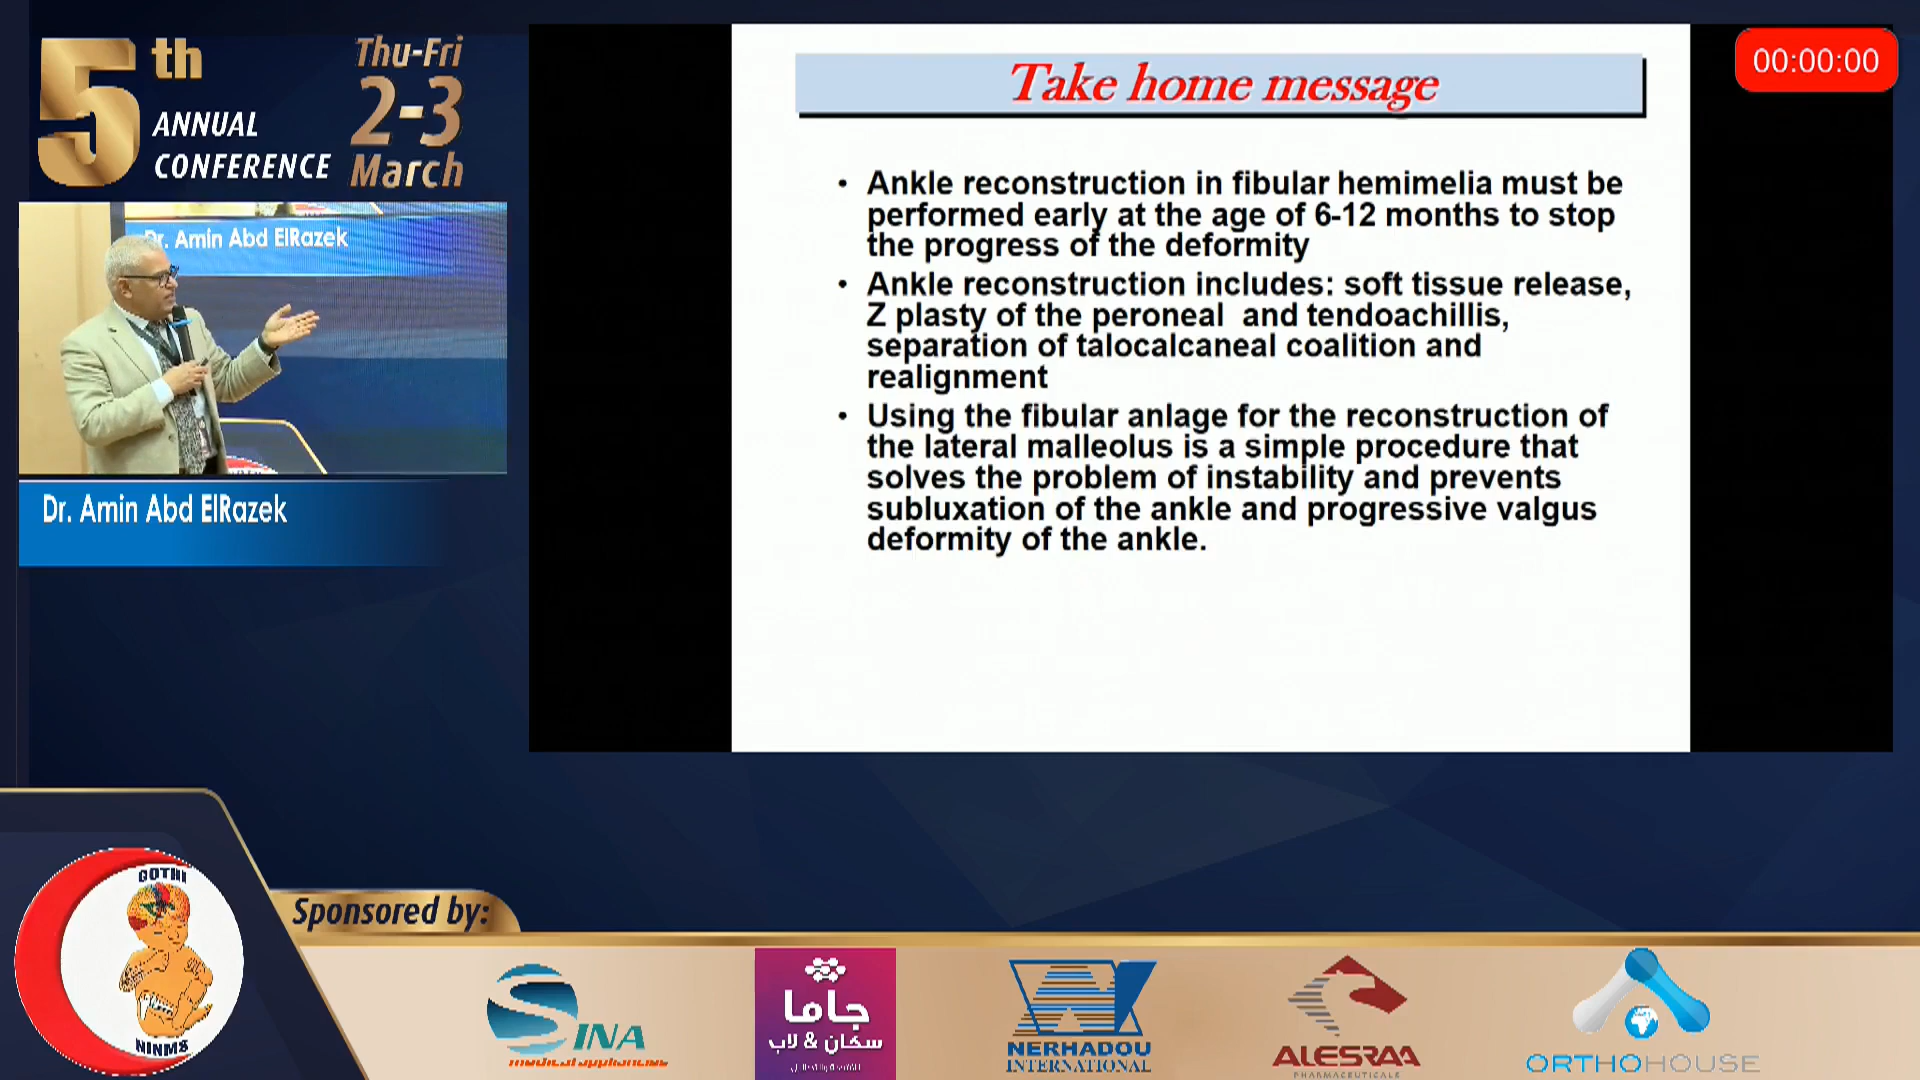 5th
ANNUAL
CONFERENCE
Thu-Fri
2-3
March
Dr. Amin Abd ElRazek
Dr. Amin Abd ElRazek
Take home message
00:00:00
• Ankle reconstruction in fibular hemimelia must be
performed early at the age of 6-12 months to stop
the progress of the deformity
• Ankle reconstruction includes: soft tissue release,
Z plasty of the peroneal and tendoachillis,
separation of talocalcaneal coalition and
realignment
• Using the fibular anlage for the reconstruction of
the lateral malleolus is a simple procedure that
solves the problem of instability and prevents
subluxation of the ankle and progressive valgus
deformity of the ankle.
GOTHI
NINMS
Sponsored by:
SINA
medical appliances
جاما
سكان & لاب
NERHADOU
INTERNATIONAL
ALESRAA
PHARMACEUTICALS
ORTHOHOUSE